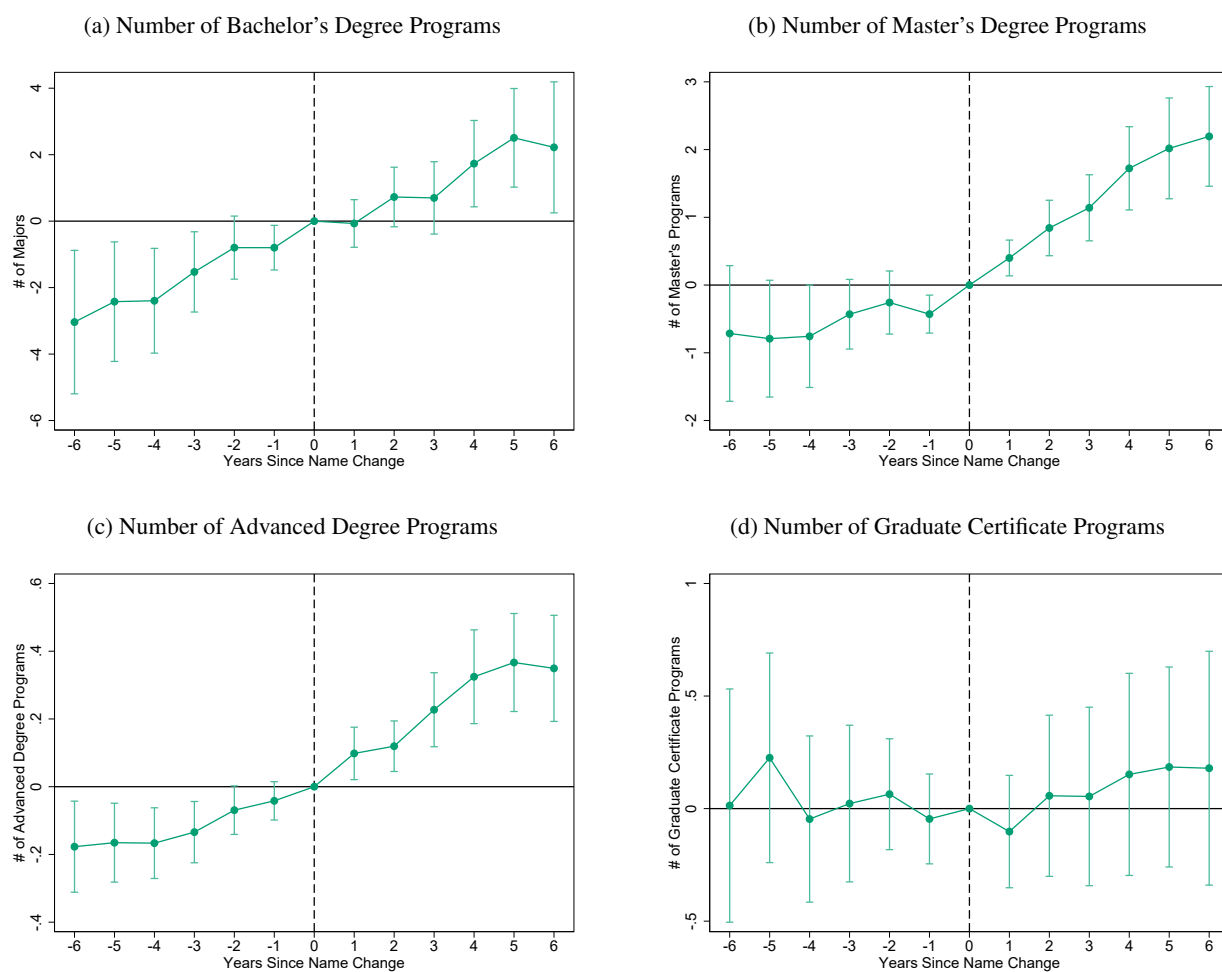 (a) Number of Bachelor's Degree Programs
# of Majors
4
2
0
-2
-4
-6
-6 -5 -4 -3 -2 -1 0 1 2 3 4 5 6
Years Since Name Change
(b) Number of Master's Degree Programs
# of Master's Programs
3
2
1
0
-1
-2
-6 -5 -4 -3 -2 -1 0 1 2 3 4 5 6
Years Since Name Change
(c) Number of Advanced Degree Programs
# of Advanced Degree Programs
.6
.4
.2
0
-.2
-.4
-6 -5 -4 -3 -2 -1 0 1 2 3 4 5 6
Years Since Name Change
(d) Number of Graduate Certificate Programs
# of Graduate Certificate Programs
1
.5
0
-.5
-6 -5 -4 -3 -2 -1 0 1 2 3 4 5 6
Years Since Name Change